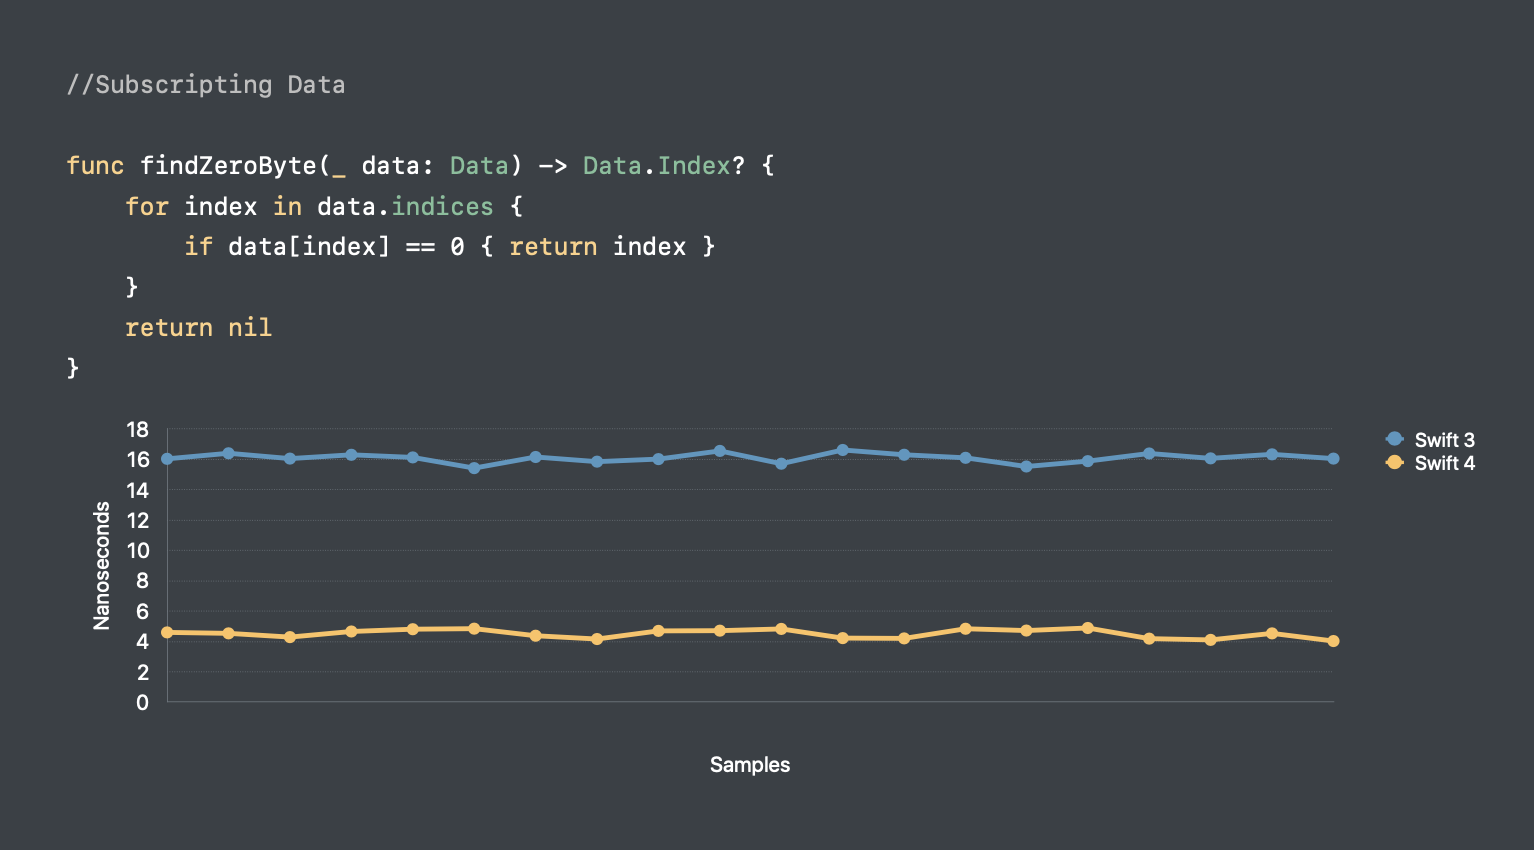 //Subscripting Data
func findZeroByte(_ data: Data) -> Data.Index? {
for index in data.indices {
if data[index] == 0 { return index }
}
return nil
}
18
16
14
12
10
8
6
4
2
0
Nanoseconds
Samples
Swift 3
Swift 4